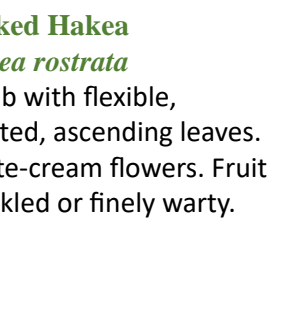 ked Hakea
ea rostrata
b with flexible,
ted, ascending leaves.
te-cream flowers. Fruit
kled or finely warty.